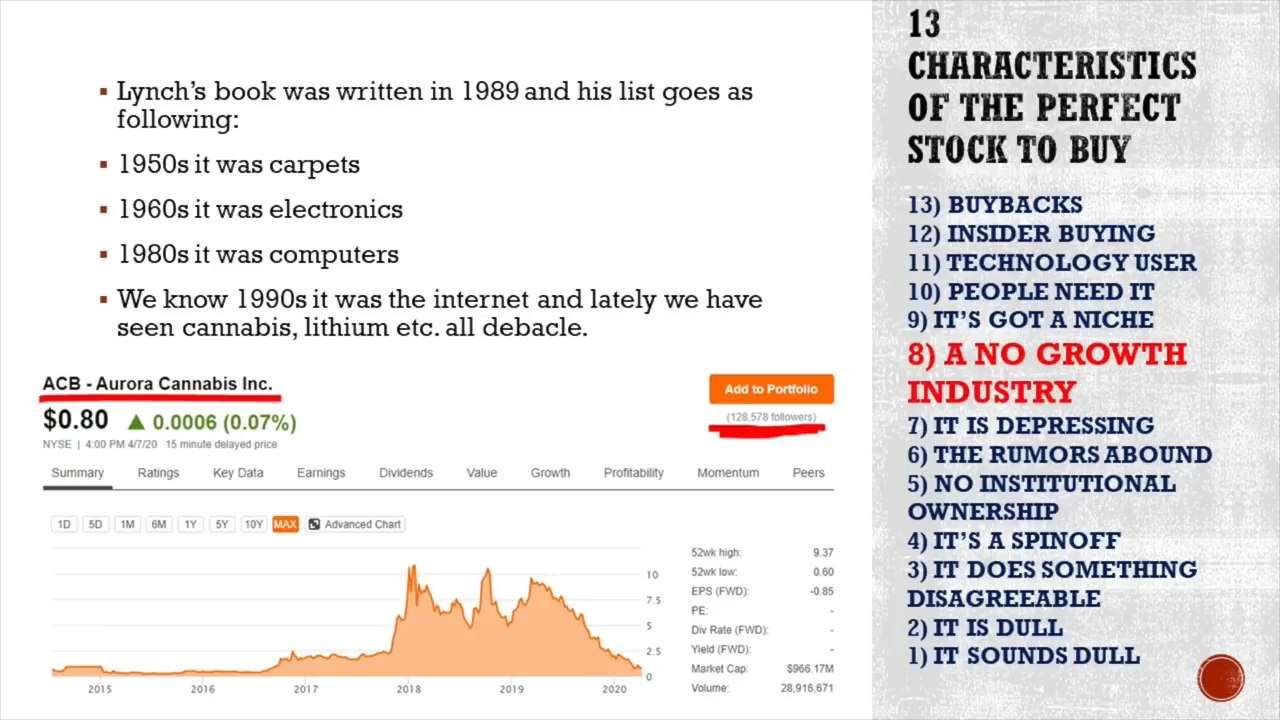 Lynch's book was written in 1989 and his list goes as
following:
1950s it was carpets
1960s it was electronics
1980s it was computers
We know 1990s it was the internet and lately we have
seen cannabis, lithium etc. all debacle.
ACB - Aurora Cannabis Inc.
$0.80 ▲ 0.0006 (0.07%)
NYSE | 4:00 PM 4/7/20 15 minute delayed price
Add to Portfolio
(128,578 followers)
Summary Ratings Key Data Earnings Dividends Value Growth Profitability Momentum Peers
1D 5D 1M 6M 1Y 5Y 10Y MAX Advanced Chart
10
7.5
5
2.5
0
2015 2016 2017 2018 2019 2020
52wk high: 9.37
52wk low: 0.60
EPS (FWD): -0.85
PE: -
Div Rate (FWD): -
Yield (FWD): -
Market Cap: $966.17M
Volume: 28,916,671
13
CHARACTERISTICS
OF THE PERFECT
STOCK TO BUY
13) BUYBACKS
12) INSIDER BUYING
11) TECHNOLOGY USER
10) PEOPLE NEED IT
9) IT'S GOT A NICHE
8) A NO GROWTH
INDUSTRY
7) IT IS DEPRESSING
6) THE RUMORS ABOUND
5) NO INSTITUTIONAL
OWNERSHIP
4) IT'S A SPINOFF
3) IT DOES SOMETHING
DISAGREEABLE
2) IT IS DULL
1) IT SOUNDS DULL